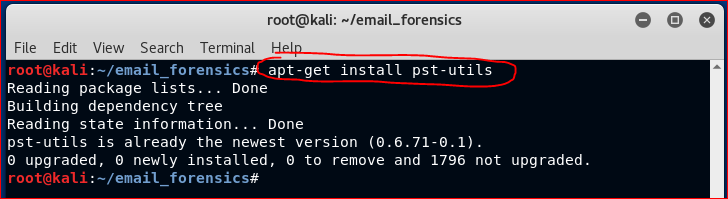 root@kali: ~/email_forensics
File Edit View Search Terminal Help
root@kali:~/email_forensics# apt-get install pst-utils
Reading package lists... Done
Building dependency tree
Reading state information... Done
pst-utils is already the newest version (0.6.71-0.1).
0 upgraded, 0 newly installed, 0 to remove and 1796 not upgraded.
root@kali:~/email_forensics#